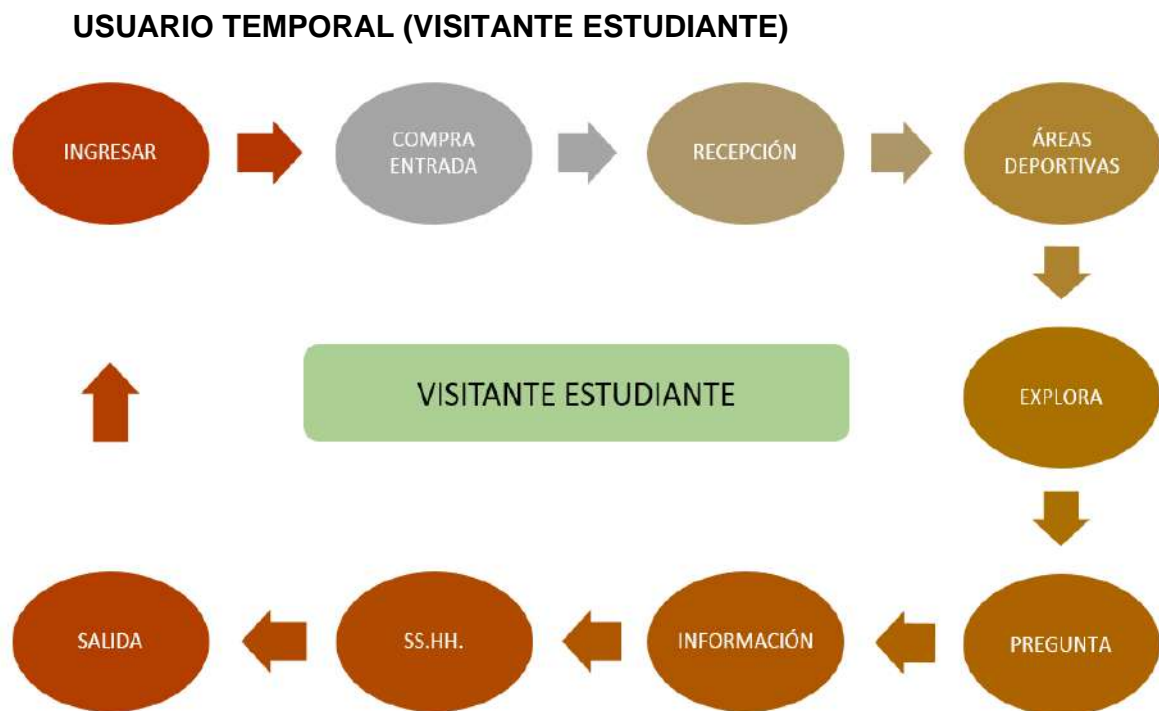 USUARIO TEMPORAL (VISITANTE ESTUDIANTE)
INGRESAR
COMPRA
ENTRADA
RECEPCIÓN
ÁREAS
DEPORTIVAS
VISITANTE ESTUDIANTE
EXPLORA
SALIDA
SS.HH.
INFORMACIÓN
PREGUNTA